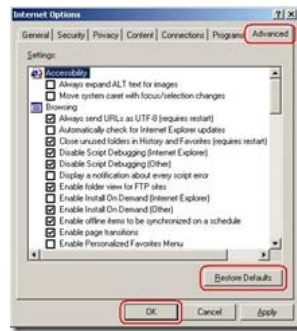 Internet Options
General Security Privacy Content Connections Programs Advanced
Settings:
Accessibility
Always expand ALT text for images
Move system caret with focus/selection changes
Browsing
Always send URLs as UTF-8 (requires restart)
Automatically check for Internet Explorer updates
Close unused folders in History and Favorites (requires restart)
Disable Script Debugging (Internet Explorer)
Disable Script Debugging (Other)
Display a notification about every script error
Enable folder view for FTP sites
Enable Install On Demand (Internet Explorer)
Enable Install On Demand (Other)
Enable offline items to be synchronized on a schedule
Enable page transitions
Enable Personalized Favorites Menu
Restore Defaults
OK Cancel Apply